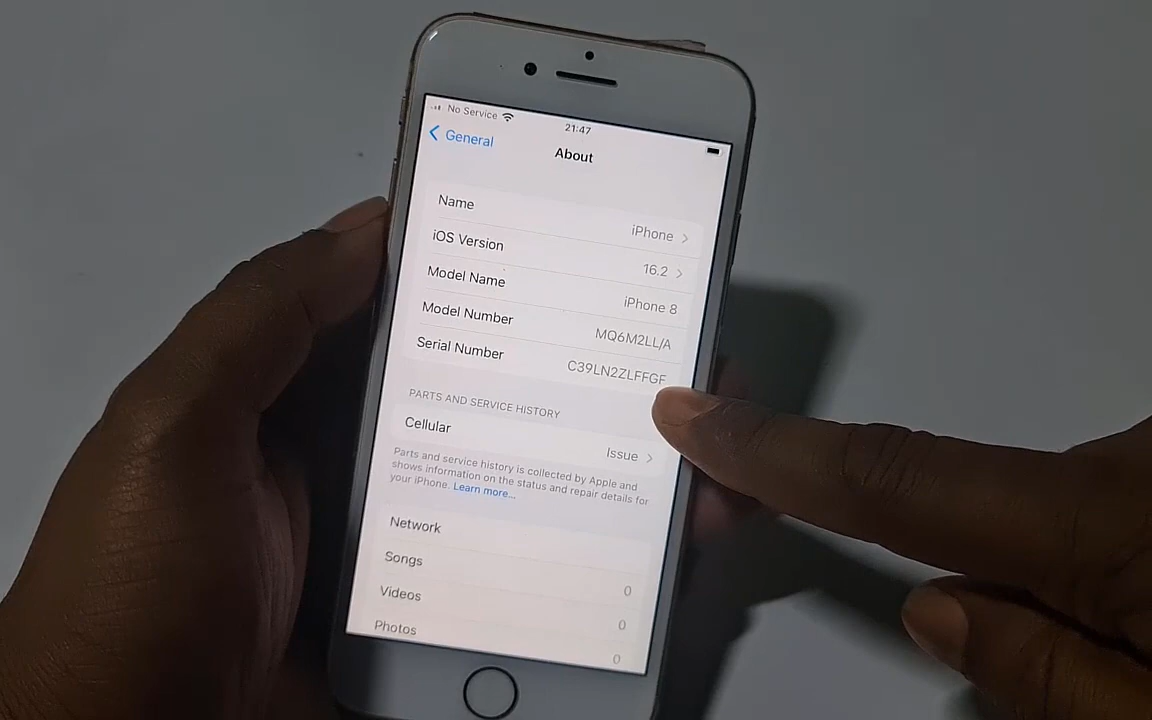 No Service
21:47
General
About
Name iPhone
iOS Version 16.2
Model Name iPhone 8
Model Number MQ6M2LL/A
Serial Number C39LN2ZLFFGF
PARTS AND SERVICE HISTORY
Cellular Issue
Parts and service history is collected by Apple and
shows information on the status and repair details for
your iPhone. Learn more...
Network
Songs 0
Videos 0
Photos 0